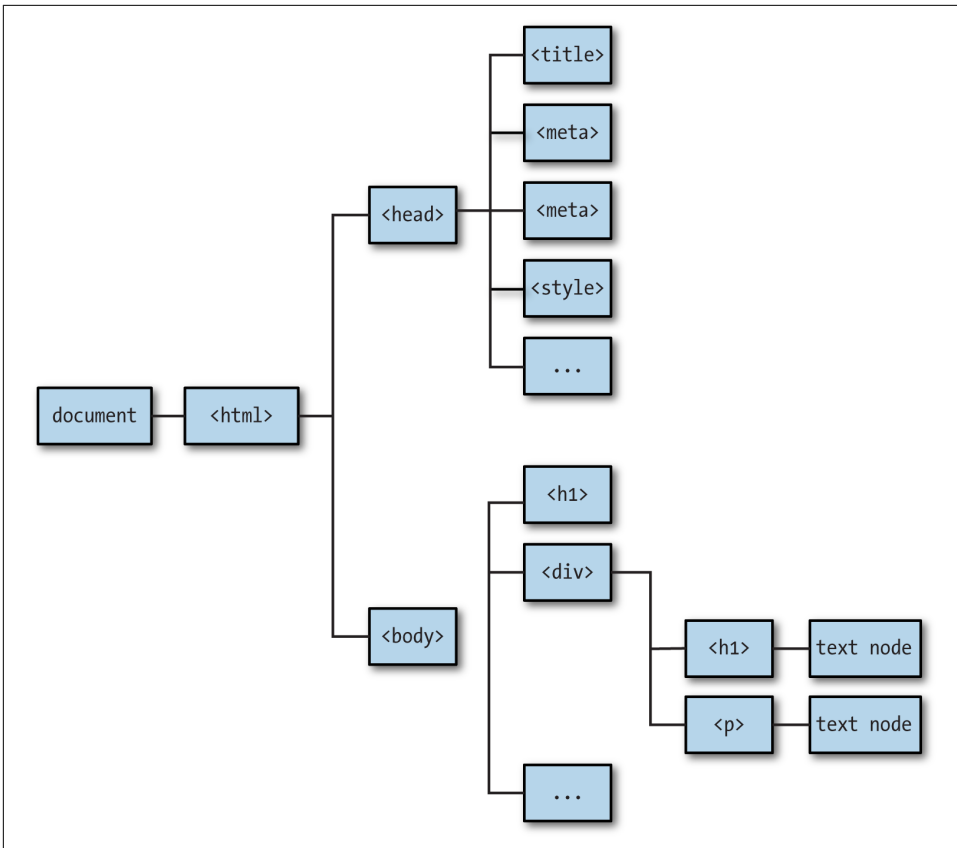 <title>
<meta>
<head>
<meta>
<style>
...
document
<html>
<h1>
<div>
<body>
<h1>
text node
<p>
text node
...